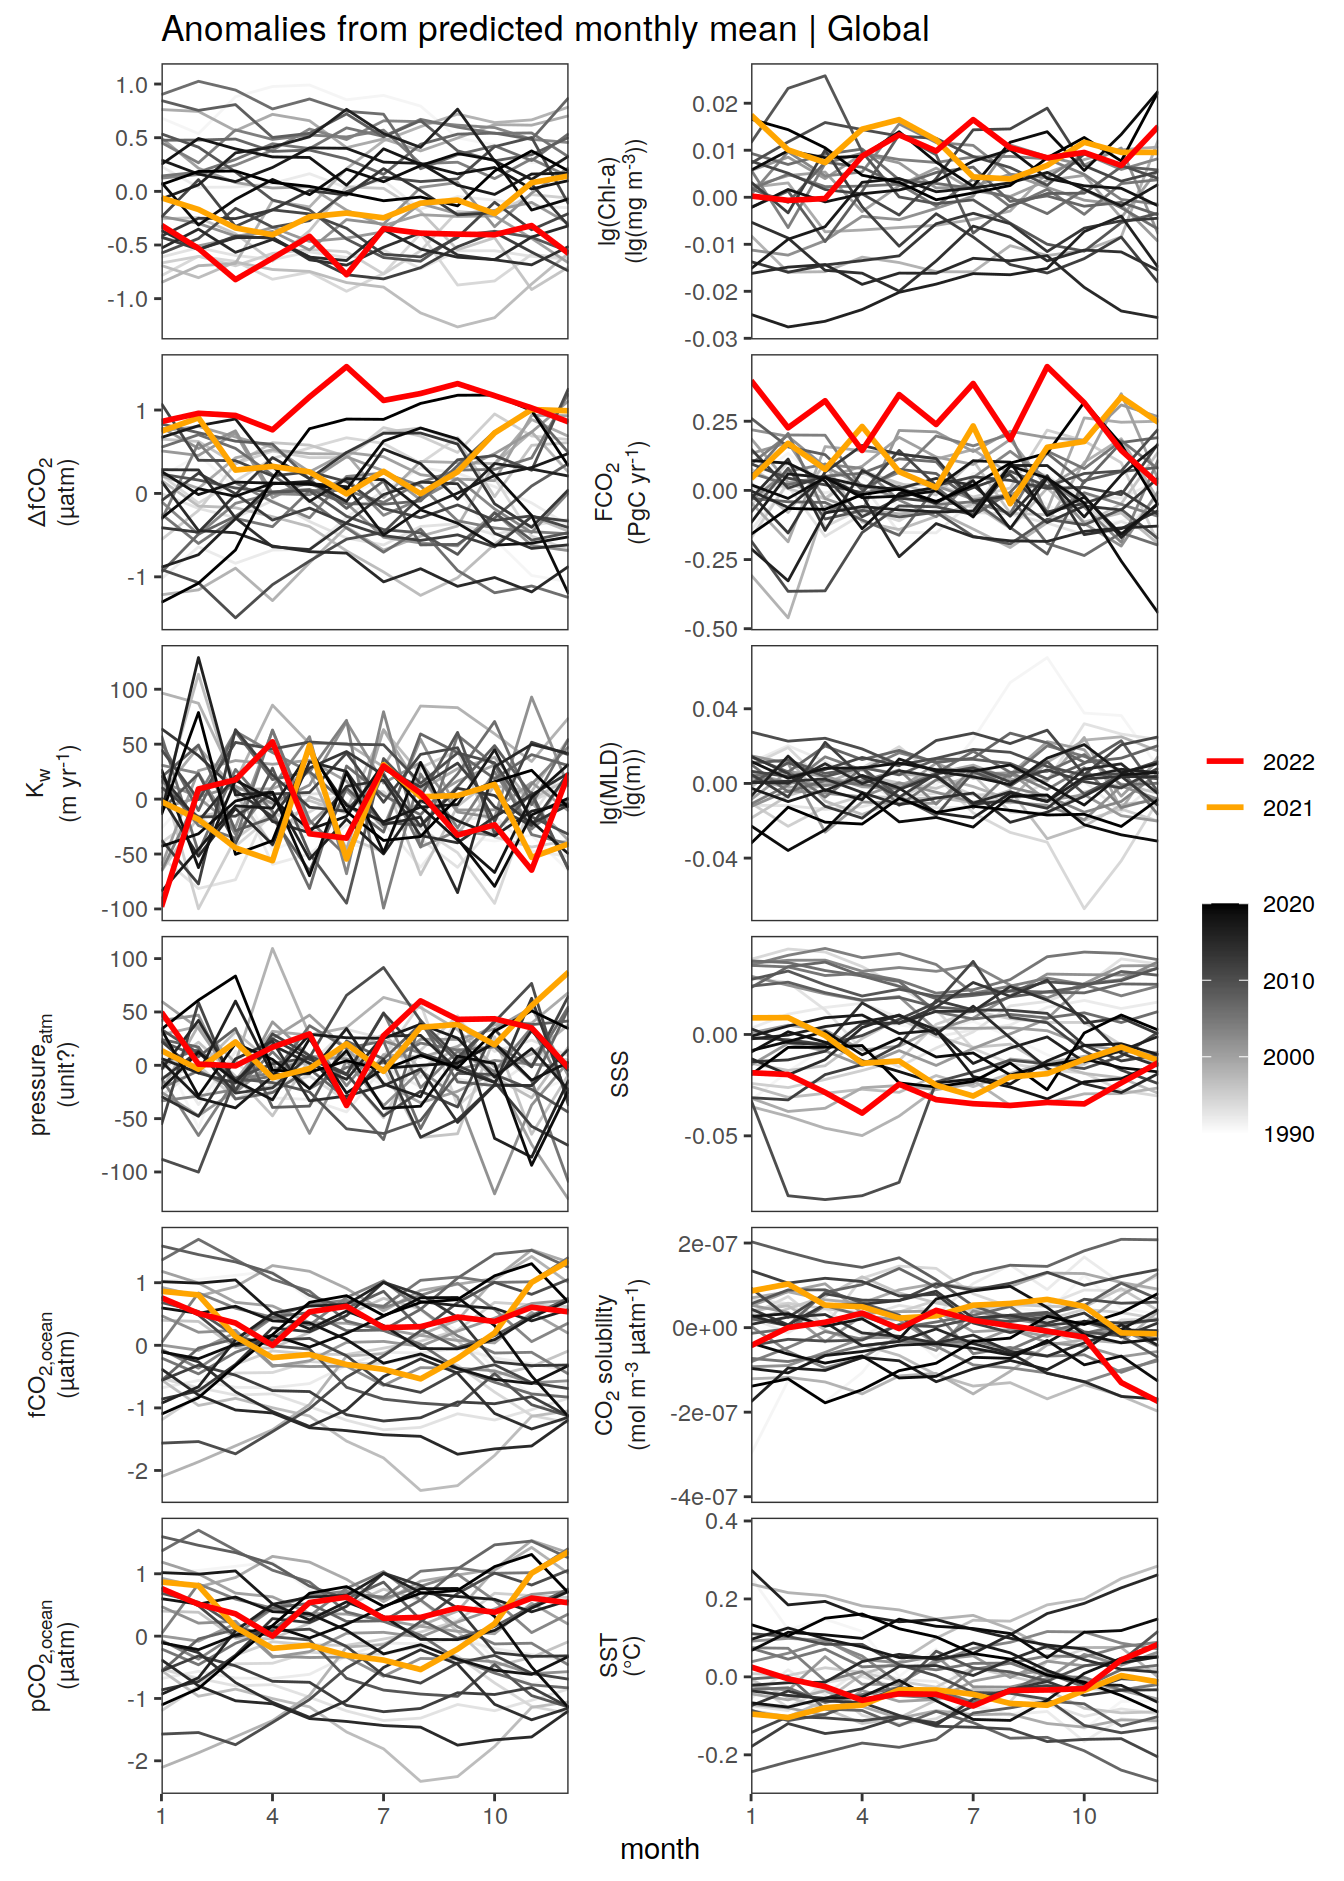 Anomalies from predicted monthly mean | Global
1.0
0.5
0.0
-0.5
-1.0
lg(Chl-a)
(lg(mg m⁻³))
0.02
0.01
0.00
-0.01
-0.02
-0.03
ΔfCO₂
(µatm)
1
0
-1
FCO₂
(PgC yr⁻¹)
0.25
0.00
-0.25
-0.50
K_w
(m yr⁻¹)
100
50
0
-50
-100
lg(MLD)
(lg(m))
0.04
0.00
-0.04
pressure_atm
(unit?)
100
50
0
-50
-100
SSS
0.00
-0.05
fCO₂,ocean
(µatm)
1
0
-1
-2
CO₂ solubility
(mol m⁻³ µatm⁻¹)
2e-07
0e+00
-2e-07
-4e-07
pCO₂,ocean
(µatm)
1
0
-1
-2
SST
(°C)
0.4
0.2
0.0
-0.2
1 4 7 10
1 4 7 10
month
2022
2021
2020
2010
2000
1990